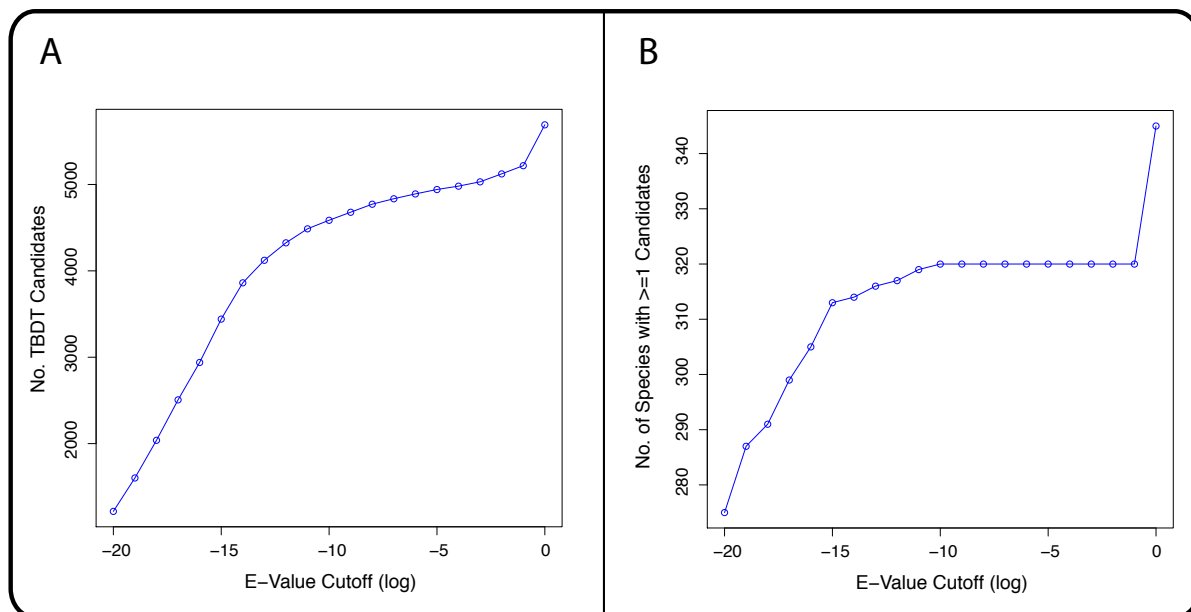 A
No. TBDT Candidates
5000
4000
3000
2000
−20 −15 −10 −5 0
E−Value Cutoff (log)
B
No. of Species with >=1 Candidates
340
330
320
310
300
290
280
−20 −15 −10 −5 0
E−Value Cutoff (log)